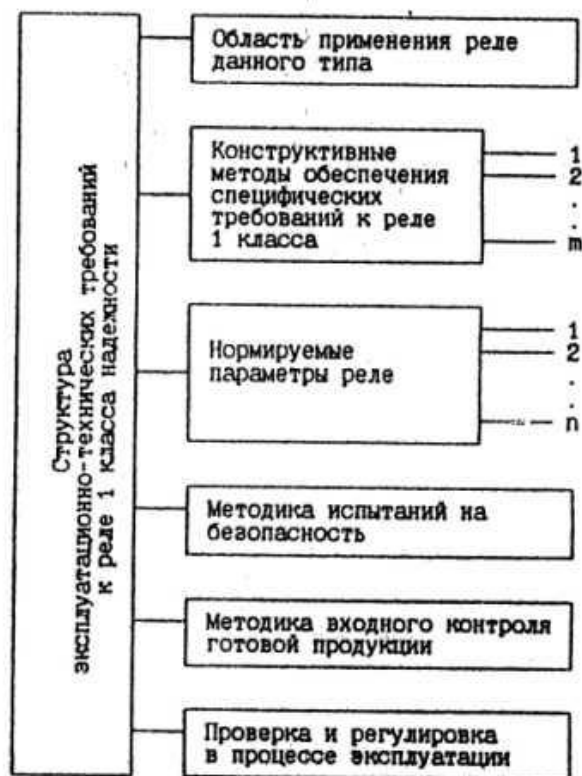 Структура
эксплуатационно-технических требований
к реле 1 класса надежности
Область применения реле
данного типа
Конструктивные
методы обеспечения
специфических
требований к реле
1 класса
1
2
.
.
m
Нормируемые
параметры реле
1
2
.
.
n
Методика испытаний на
безопасность
Методика входного контроля
готовой продукции
Проверка и регулировка
в процессе эксплуатации